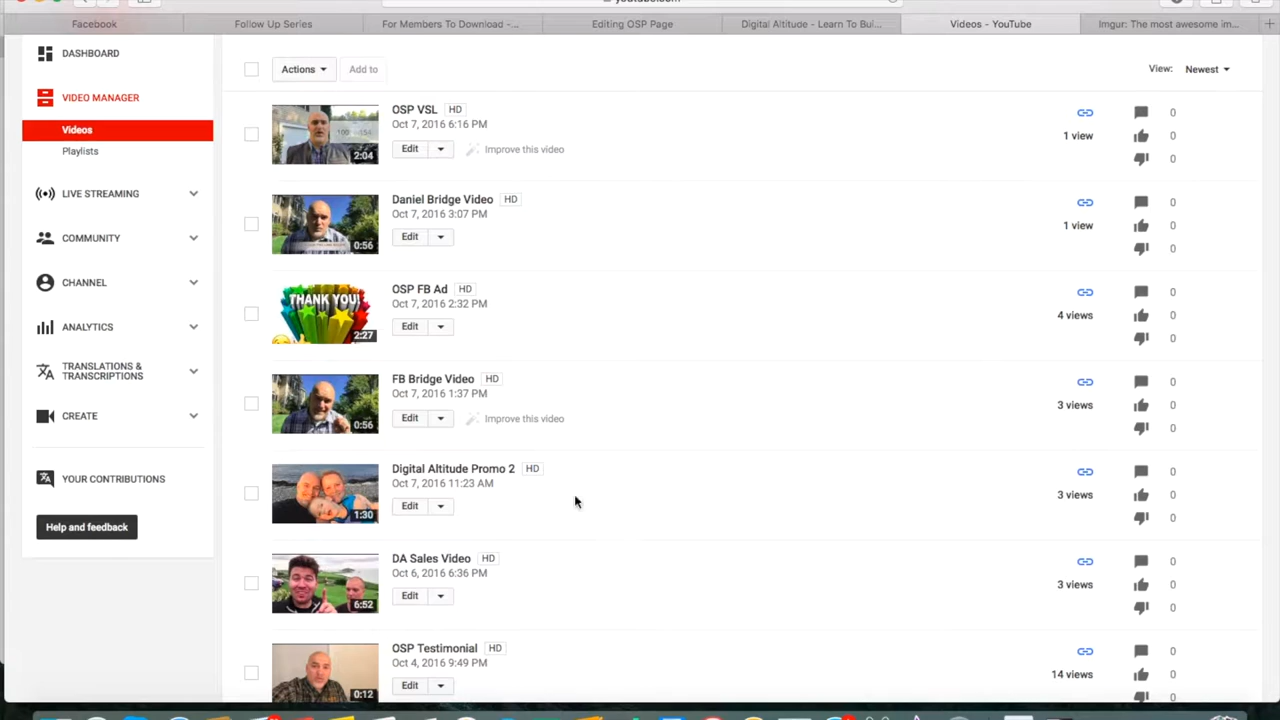 Facebook
Follow Up Series
For Members To Download -...
Editing OSP Page
Digital Altitude - Learn To Bui...
Videos - YouTube
Imgur: The most awesome im...
DASHBOARD
VIDEO MANAGER
Videos
Playlists
LIVE STREAMING
COMMUNITY
CHANNEL
ANALYTICS
TRANSLATIONS &
TRANSCRIPTIONS
CREATE
YOUR CONTRIBUTIONS
Help and feedback
Actions
Add to
View: Newest
OSP VSL HD
Oct 7, 2016 6:16 PM
Edit Improve this video
2:04
1 view
0
0
0
Daniel Bridge Video HD
Oct 7, 2016 3:07 PM
Edit
0:56
1 view
0
0
0
THANK YOU!
OSP FB Ad HD
Oct 7, 2016 2:32 PM
Edit
2:27
4 views
0
0
0
FB Bridge Video HD
Oct 7, 2016 1:37 PM
Edit Improve this video
0:56
3 views
0
0
0
Digital Altitude Promo 2 HD
Oct 7, 2016 11:23 AM
Edit
1:30
3 views
0
0
0
DA Sales Video HD
Oct 6, 2016 6:36 PM
Edit
6:52
3 views
0
0
0
OSP Testimonial HD
Oct 4, 2016 9:49 PM
Edit
0:12
14 views
0
0
0